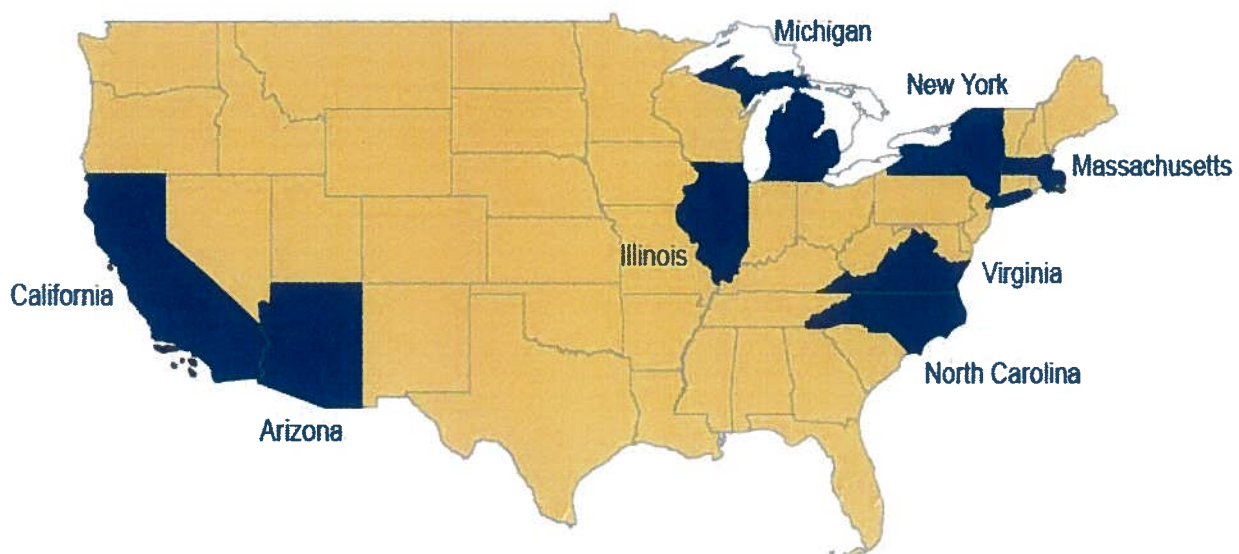 Michigan
New York
Massachusetts
Illinois
Virginia
California
North Carolina
Arizona